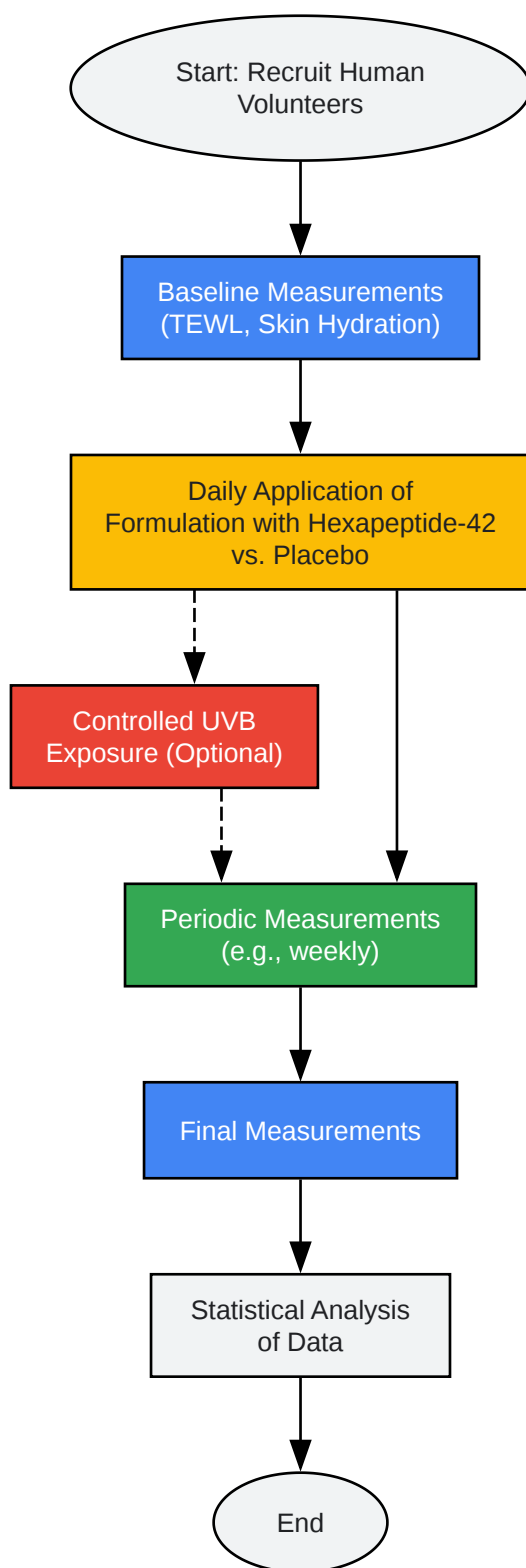 Start: Recruit Human
Volunteers
Baseline Measurements
(TEWL, Skin Hydration)
Daily Application of
Formulation with Hexapeptide-42
vs. Placebo
Controlled UVB
Exposure (Optional)
Periodic Measurements
(e.g., weekly)
Final Measurements
Statistical Analysis
of Data
End